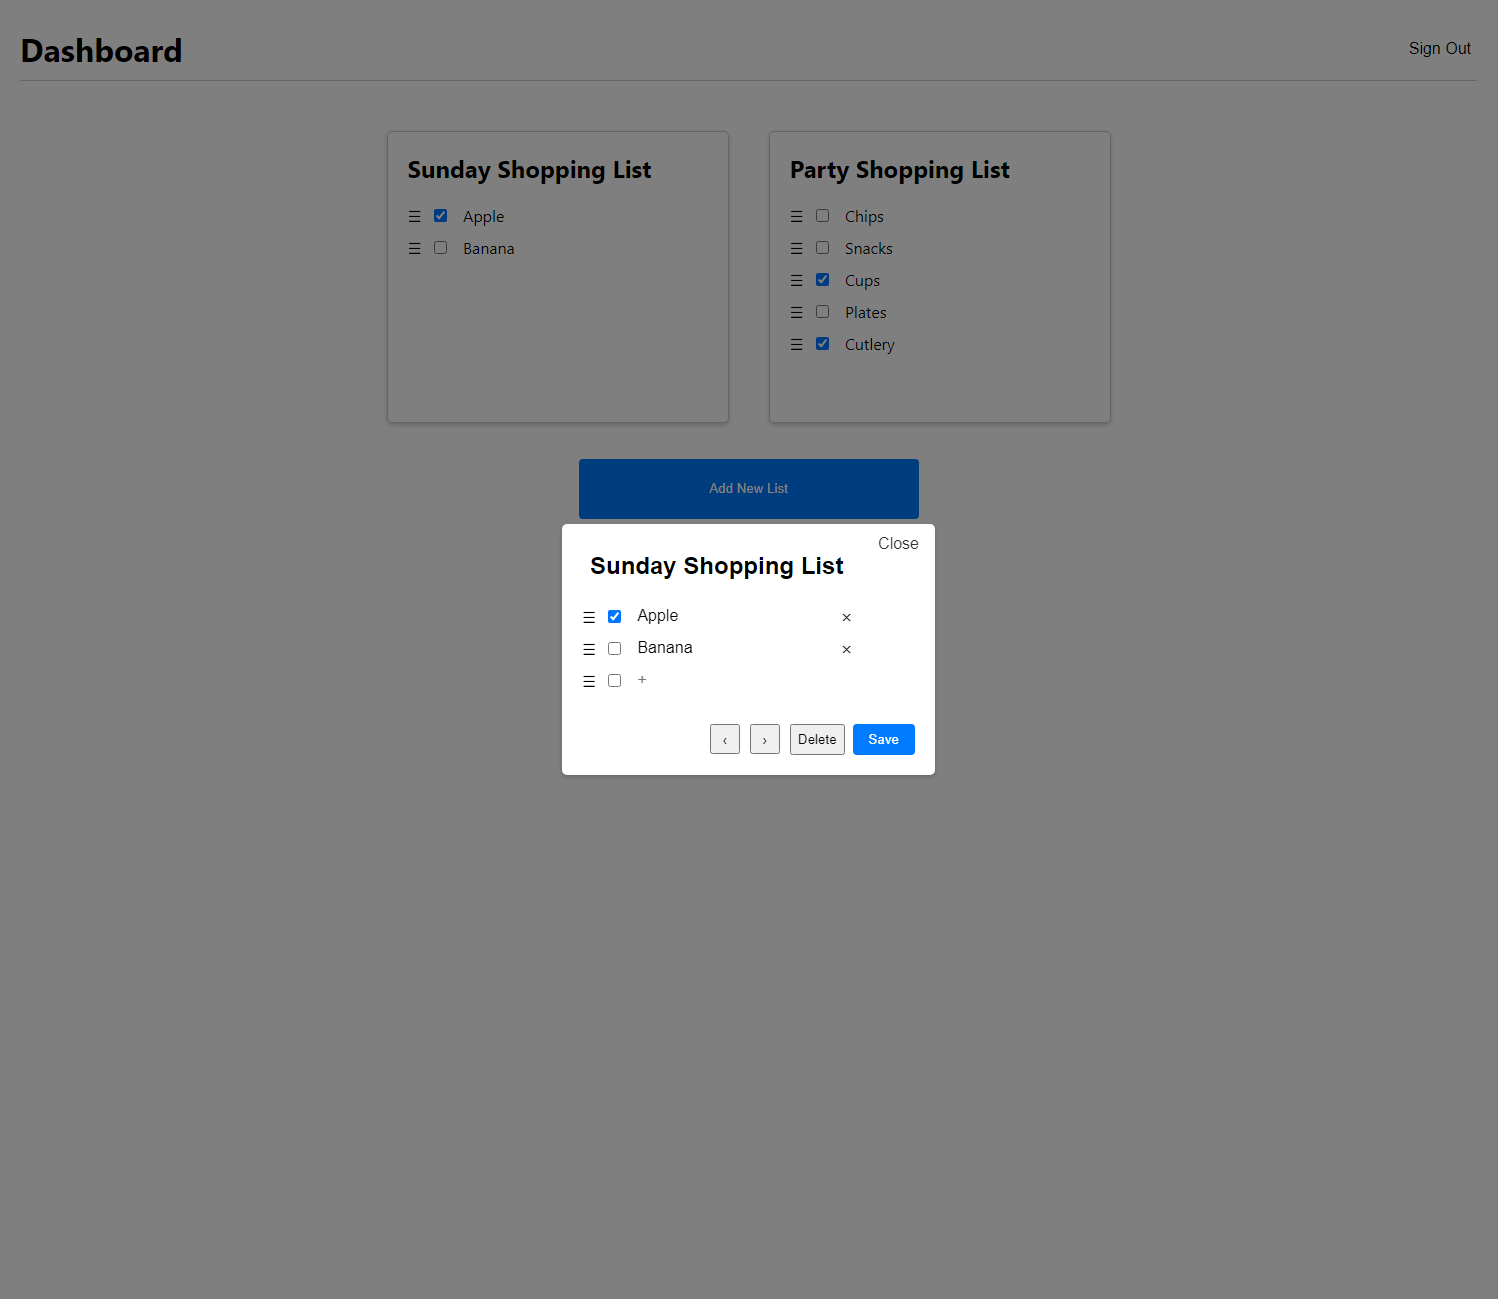 Dashboard
Sign Out
Sunday Shopping List
☰ Apple
☰ Banana
Party Shopping List
☰ Chips
☰ Snacks
☰ Cups
☰ Plates
☰ Cutlery
Add New List
Close
Sunday Shopping List
☰ Apple ×
☰ Banana ×
☰ +
‹ › Delete Save